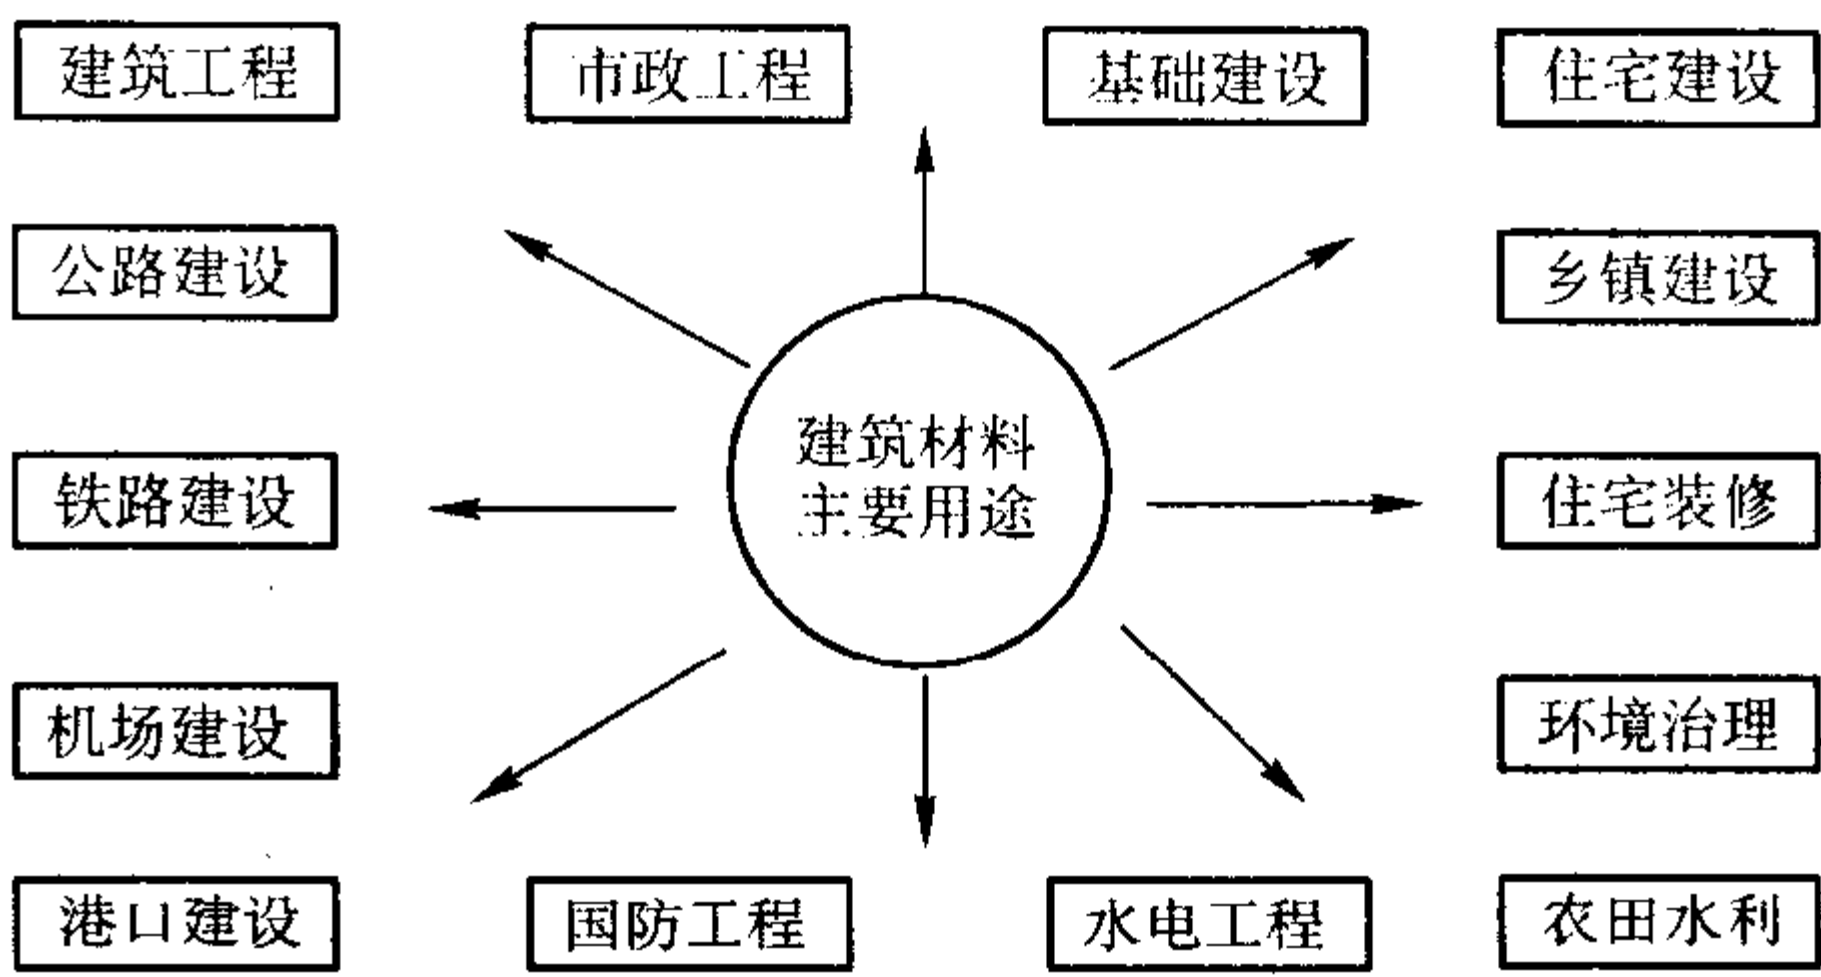 建筑工程
市政工程
基础建设
住宅建设
公路建设
乡镇建设
建筑材料
主要用途
铁路建设
住宅装修
机场建设
环境治理
港口建设
国防工程
水电工程
农田水利